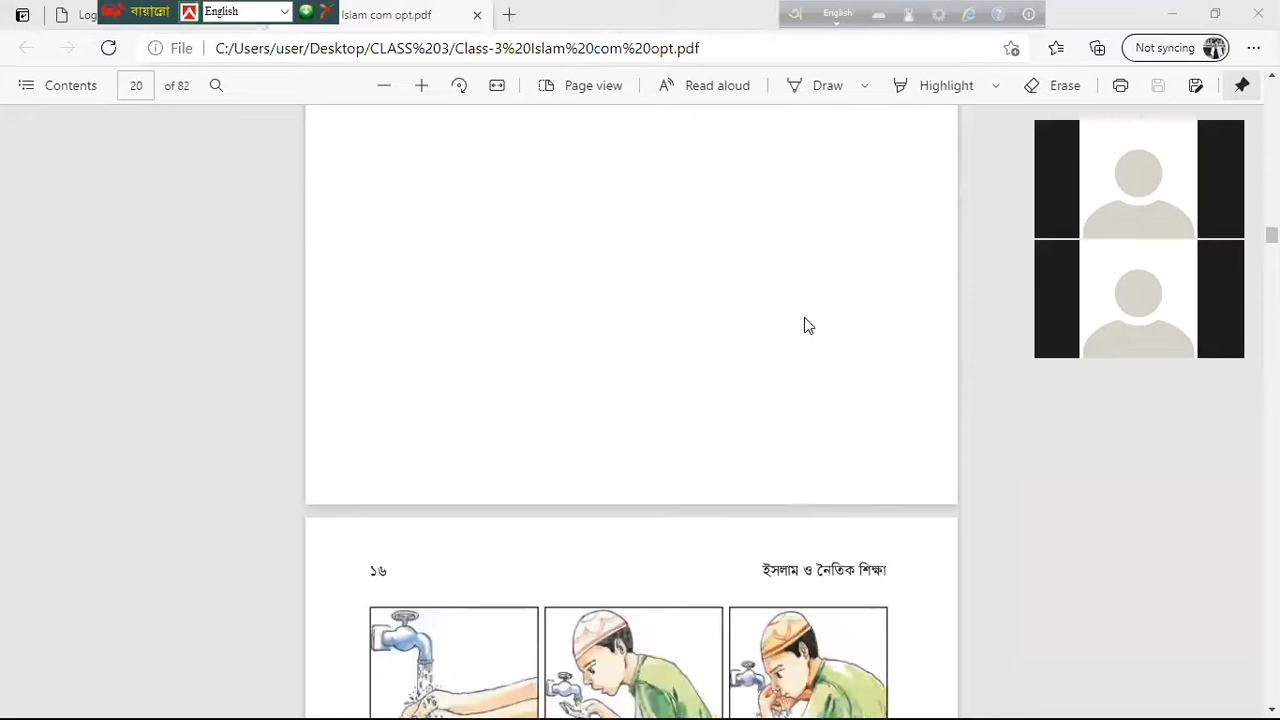 বায়ান্নো
English
Log
Islam com opt.pdf
English
File
C:/Users/user/Desktop/CLASS%203/Class-3%20Islam%20com%20opt.pdf
Not syncing
Contents
20
of 82
Page view
Read aloud
Draw
Highlight
Erase
১৬
ইসলাম ও নৈতিক শিক্ষা